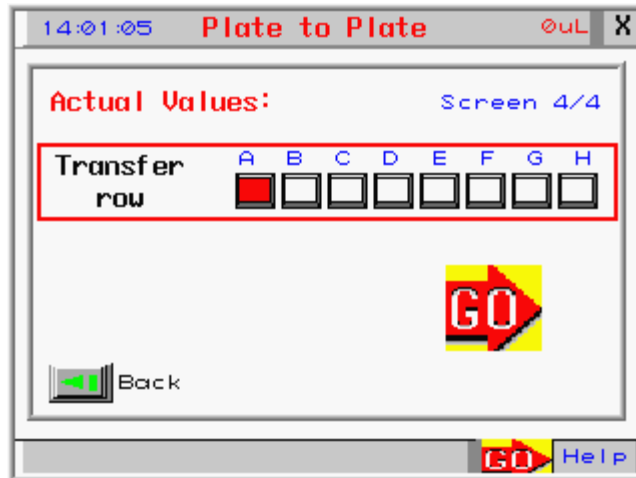 14:01:05 Plate to Plate 0uL X
Actual Values: Screen 4/4
A B C D E F G H
Transfer
row
GO
Back
GO Help